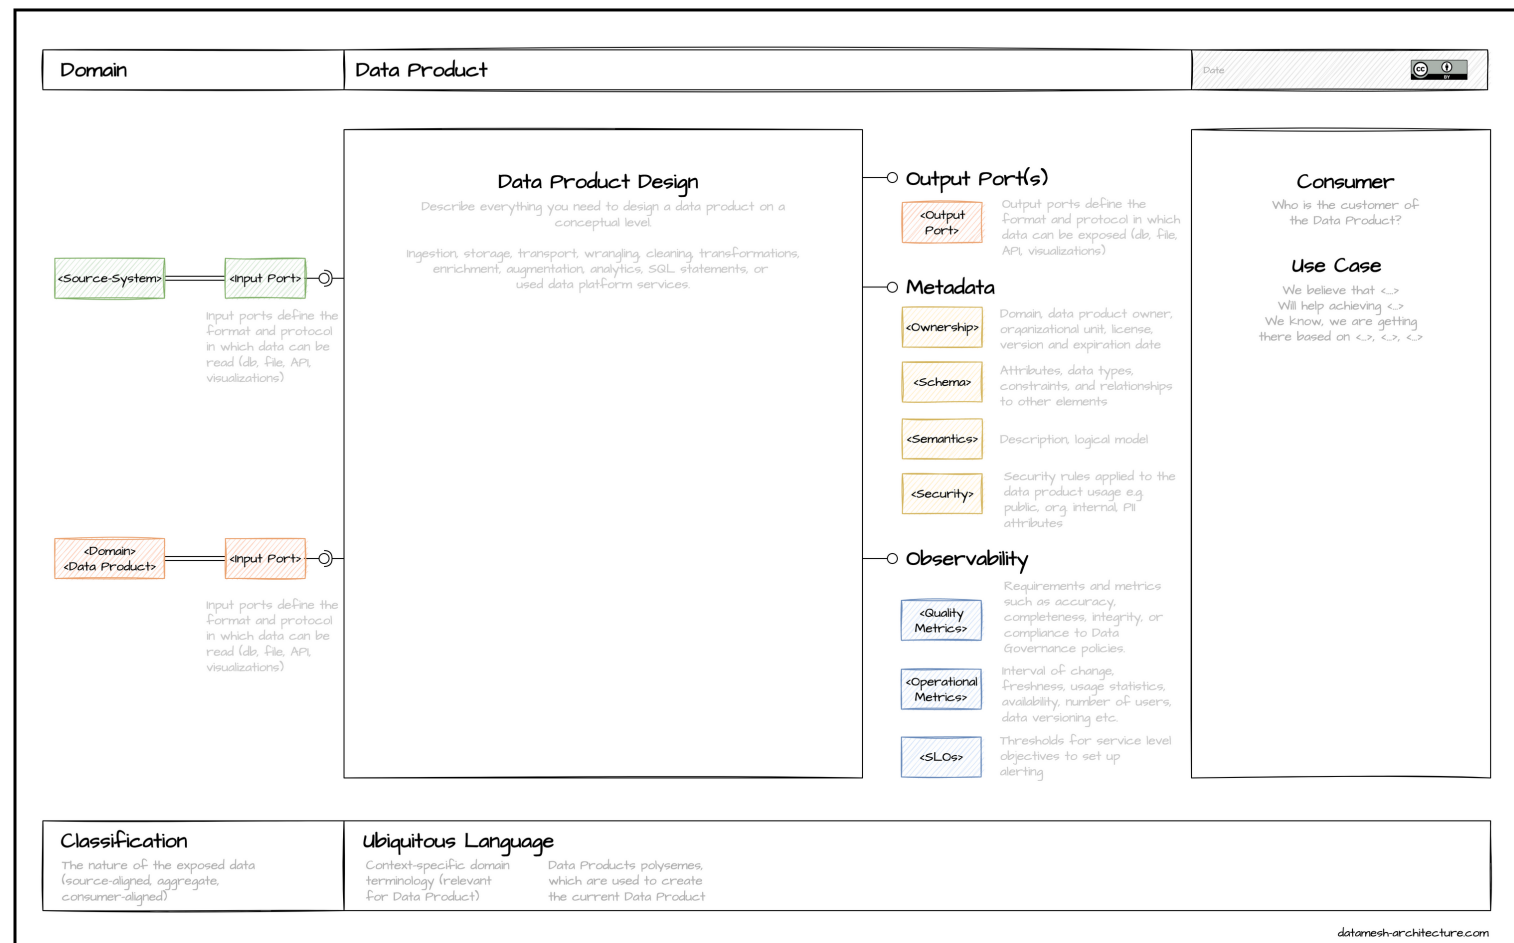 Domain
Data Product
Date
CC
BY
Data Product Design
Describe everything you need to design a data product on a
conceptual level.
Ingestion, storage, transport, wrangling, cleaning, transformations,
enrichment, augmentation, analytics, SQL statements, or
used data platform services.
<Source-System>
<Input Port>
Input ports define the
format and protocol
in which data can be
read (db, file, API,
visualizations)
<Domain>
<Data Product>
<Input Port>
Input ports define the
format and protocol
in which data can be
read (db, file, API,
visualizations)
Output Port(s)
<Output
Port>
Output ports define the
format and protocol in which
data can be exposed (db, file,
API, visualizations)
Metadata
<Ownership>
Domain, data product owner,
organizational unit, license,
version and expiration date
<Schema>
Attributes, data types,
constraints, and relationships
to other elements
<Semantics>
Description, logical model
<Security>
Security rules applied to the
data product usage e.g.
public, org. internal, PII
attributes
Observability
<Quality
Metrics>
Requirements and metrics
such as accuracy,
completeness, integrity, or
compliance to Data
Governance policies.
<Operational
Metrics>
Interval of change,
freshness, usage statistics,
availability, number of users,
data versioning etc.
<SLOs>
Thresholds for service level
objectives to set up
alerting
Consumer
Who is the customer of
the Data Product?
Use Case
We believe that <...>
Will help achieving <...>
We know, we are getting
there based on <...>, <...>, <...>
Classification
The nature of the exposed data
(source-aligned, aggregate,
consumer-aligned)
Ubiquitous Language
Context-specific domain
terminology (relevant
for Data Product)
Data Products polysemes,
which are used to create
the current Data Product
datamesh-architecture.com